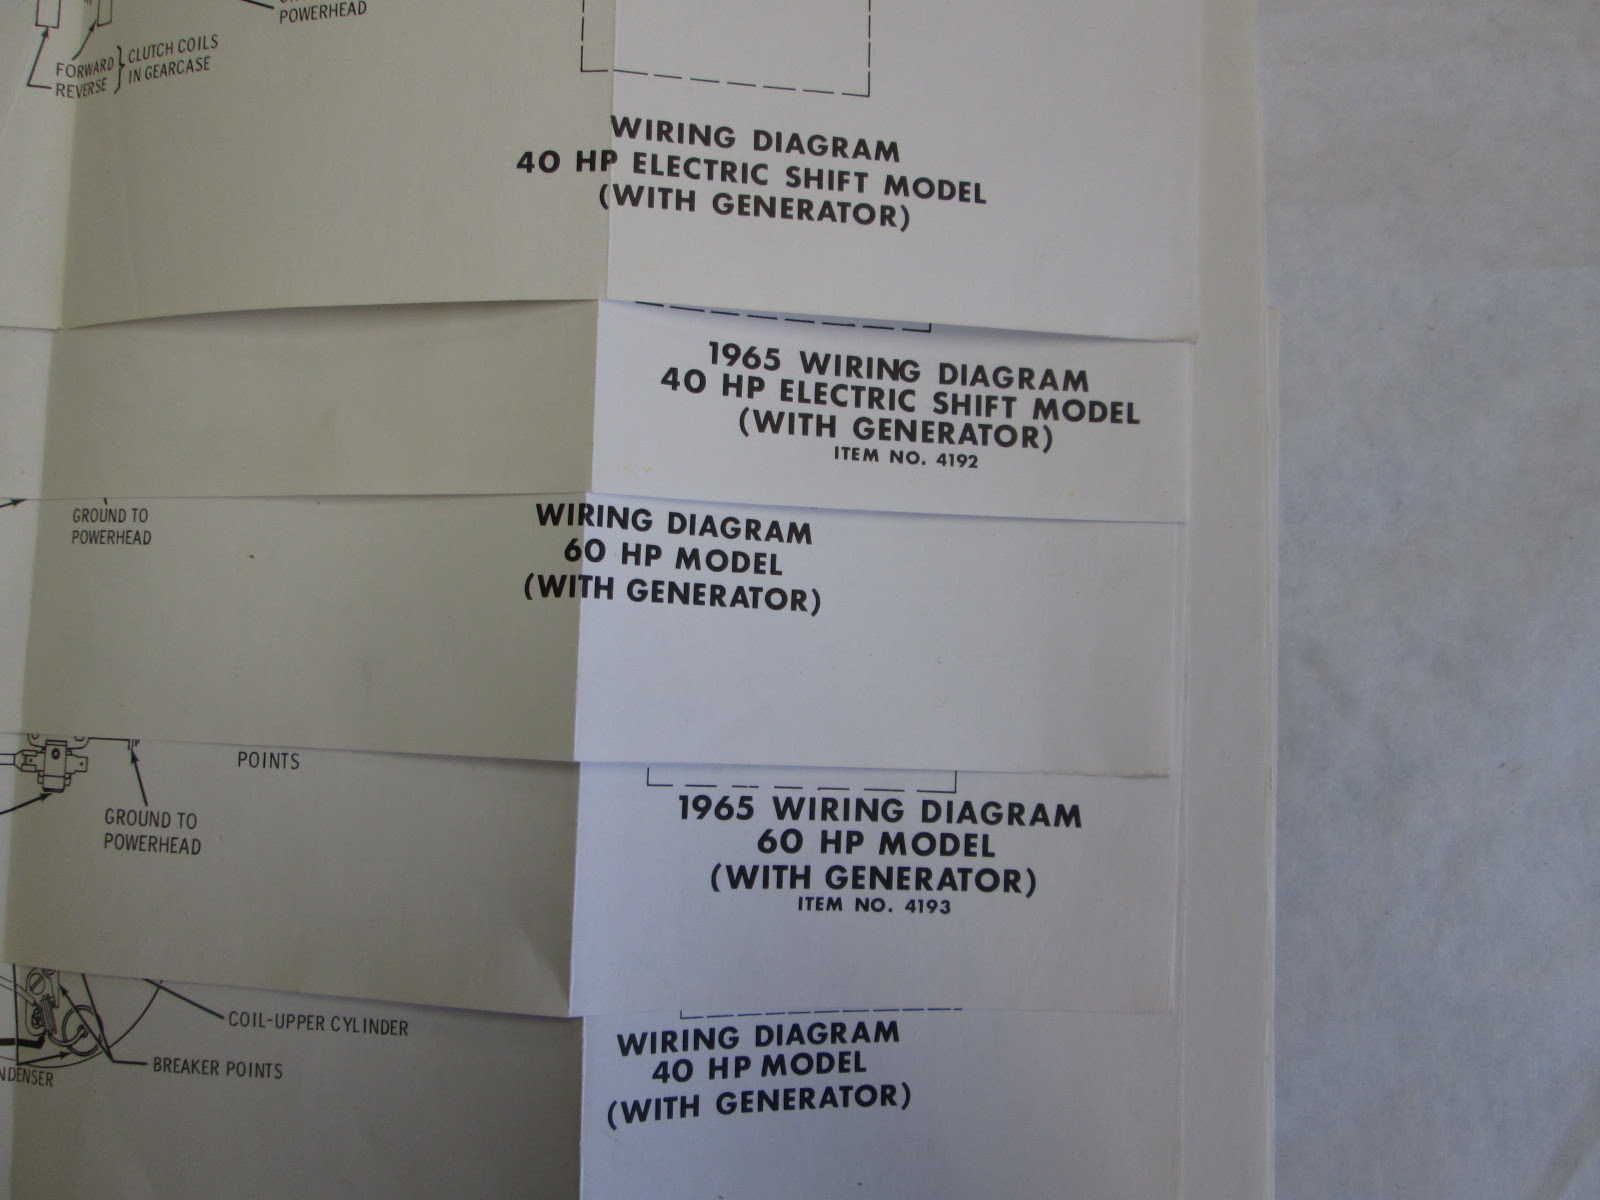 POWERHEAD
FORWARD
REVERSE
CLUTCH COILS
IN GEARCASE
WIRING DIAGRAM
40 HP ELECTRIC SHIFT MODEL
(WITH GENERATOR)
1965 WIRING DIAGRAM
40 HP ELECTRIC SHIFT MODEL
(WITH GENERATOR)
ITEM NO. 4192
GROUND TO
POWERHEAD
WIRING DIAGRAM
60 HP MODEL
(WITH GENERATOR)
POINTS
GROUND TO
POWERHEAD
1965 WIRING DIAGRAM
60 HP MODEL
(WITH GENERATOR)
ITEM NO. 4193
COIL-UPPER CYLINDER
BREAKER POINTS
NDENSER
WIRING DIAGRAM
40 HP MODEL
(WITH GENERATOR)